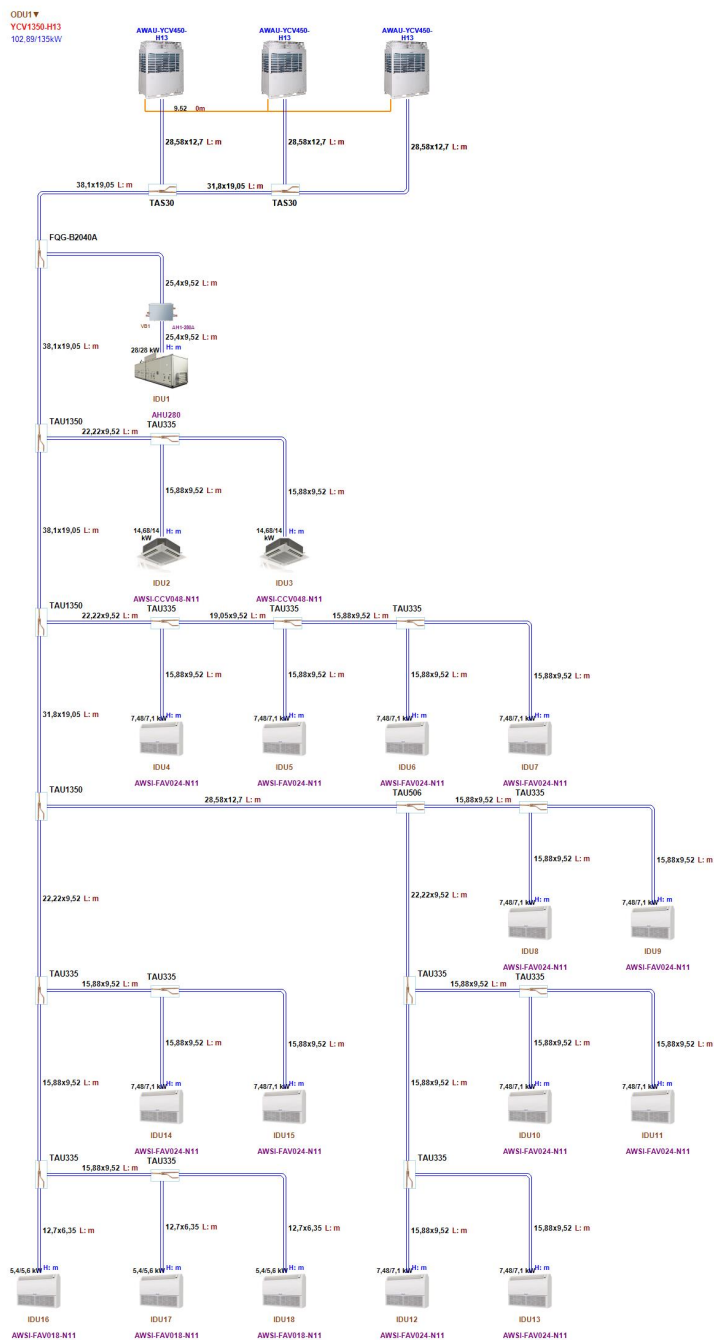 ODU1▼
YCV1350-H13
102,89/135kW
AWAU-YCV450-
H13
AWAU-YCV450-
H13
AWAU-YCV450-
H13
9.52 0m
28,58x12,7 L: m
28,58x12,7 L: m
28,58x12,7 L: m
38,1x19,05 L: m
31,8x19,05 L: m
TAS30
TAS30
FQG-B2040A
25,4x9,52 L: m
VB1
AH1-280A
25,4x9,52 L: m
38,1x19,05 L: m
28/28 kW
H: m
IDU1
AHU280
TAU1350
22,22x9,52 L: m
TAU335
15,88x9,52 L: m
15,88x9,52 L: m
38,1x19,05 L: m
14,68/14
kW
H: m
14,68/14
kW
H: m
IDU2
IDU3
AWSI-CCV048-N11
AWSI-CCV048-N11
TAU1350
22,22x9,52 L: m
TAU335
19,05x9,52 L: m
TAU335
15,88x9,52 L: m
TAU335
15,88x9,52 L: m
15,88x9,52 L: m
15,88x9,52 L: m
15,88x9,52 L: m
31,8x19,05 L: m
7,48/7,1 kW H: m
7,48/7,1 kW H: m
7,48/7,1 kW H: m
7,48/7,1 kW H: m
IDU4
IDU5
IDU6
IDU7
AWSI-FAV024-N11
AWSI-FAV024-N11
AWSI-FAV024-N11
AWSI-FAV024-N11
TAU1350
28,58x12,7 L: m
TAU506
15,88x9,52 L: m
TAU335
15,88x9,52 L: m
15,88x9,52 L: m
22,22x9,52 L: m
22,22x9,52 L: m
7,48/7,1 kW H: m
7,48/7,1 kW H: m
IDU8
IDU9
AWSI-FAV024-N11
AWSI-FAV024-N11
TAU335
15,88x9,52 L: m
TAU335
TAU335
15,88x9,52 L: m
TAU335
15,88x9,52 L: m
15,88x9,52 L: m
15,88x9,52 L: m
15,88x9,52 L: m
15,88x9,52 L: m
15,88x9,52 L: m
7,48/7,1 kW H: m
7,48/7,1 kW H: m
7,48/7,1 kW H: m
7,48/7,1 kW H: m
IDU14
IDU15
IDU10
IDU11
AWSI-FAV024-N11
AWSI-FAV024-N11
AWSI-FAV024-N11
AWSI-FAV024-N11
TAU335
15,88x9,52 L: m
TAU335
TAU335
12,7x6,35 L: m
12,7x6,35 L: m
12,7x6,35 L: m
15,88x9,52 L: m
15,88x9,52 L: m
5,4/5,6 kW H: m
5,4/5,6 kW H: m
5,4/5,6 kW H: m
7,48/7,1 kW H: m
7,48/7,1 kW H: m
IDU16
IDU17
IDU18
IDU12
IDU13
AWSI-FAV018-N11
AWSI-FAV018-N11
AWSI-FAV018-N11
AWSI-FAV024-N11
AWSI-FAV024-N11